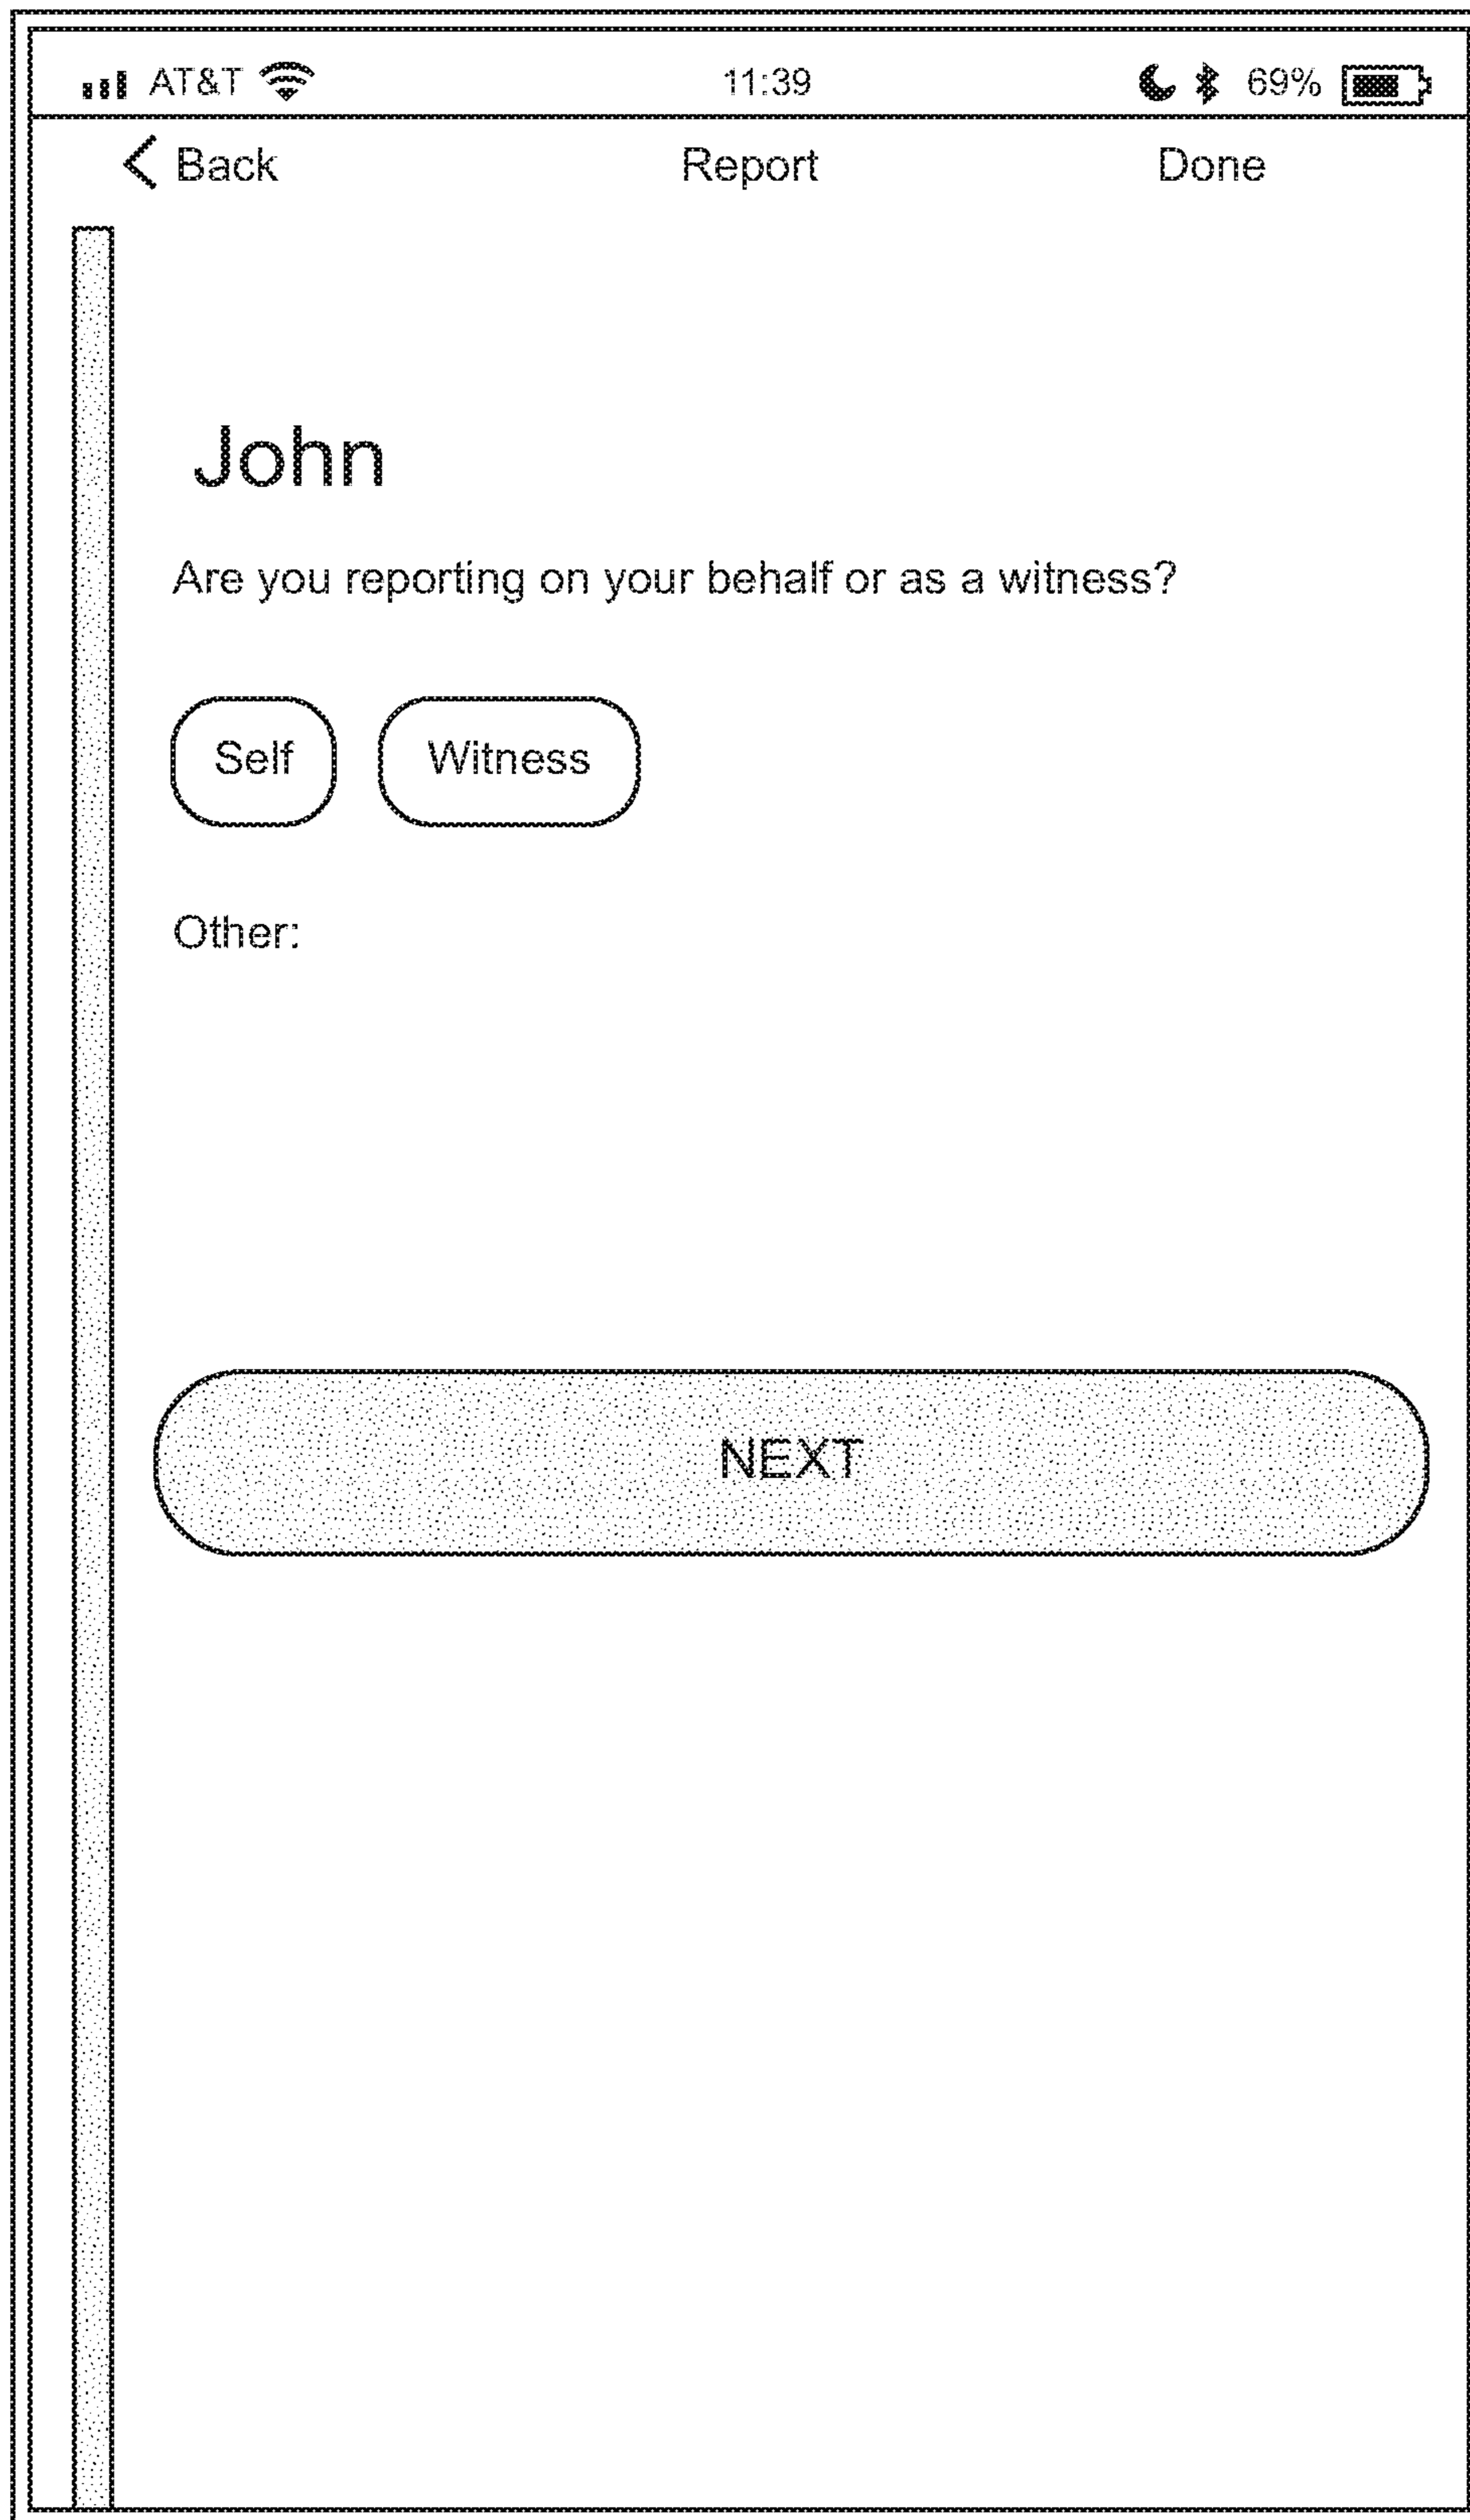 AT&T 11:39 69%
Back Report Done
John
Are you reporting on your behalf or as a witness?
Self Witness
Other:
NEXT